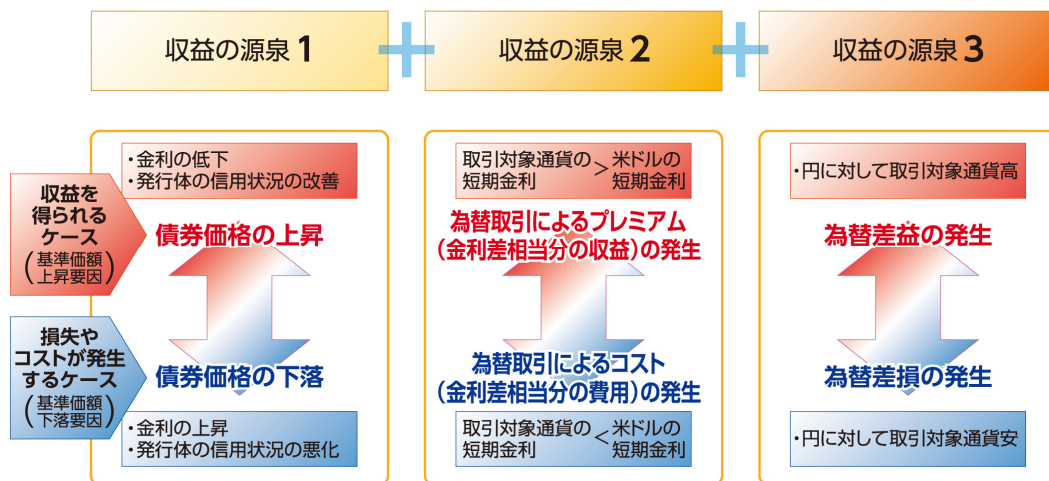 収益の源泉1
+
収益の源泉2
+
収益の源泉3
収益を
得られる
ケース
(基準価額
上昇要因)
・金利の低下
・発行体の信用状況の改善
債券価格の上昇
取引対象通貨の
短期金利
>
米ドルの
短期金利
為替取引によるプレミアム
(金利差相当分の収益)の発生
・円に対して取引対象通貨高
為替差益の発生
損失や
コストが発生
するケース
(基準価額
下落要因)
債券価格の下落
・金利の上昇
・発行体の信用状況の悪化
為替取引によるコスト
(金利差相当分の費用)の発生
取引対象通貨の
短期金利
<
米ドルの
短期金利
為替差損の発生
・円に対して取引対象通貨安